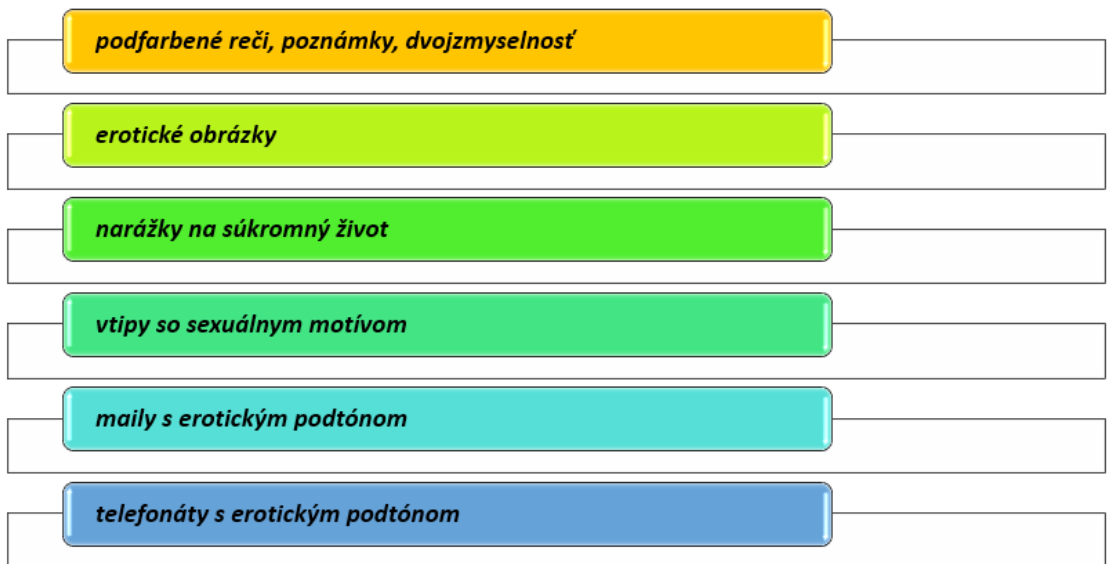 podfarbené reči, poznámky, dvojzmyselnosť
erotické obrázky
narážky na súkromný život
vtipy so sexuálnym motívom
maily s erotickým podtónom
telefonáty s erotickým podtónom